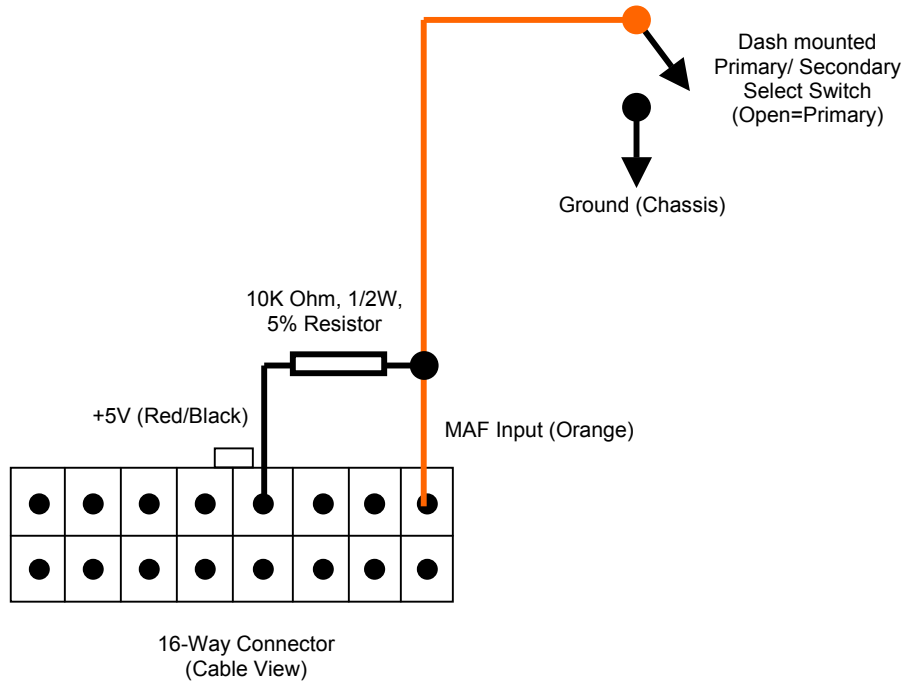 Dash mounted
Primary/ Secondary
Select Switch
(Open=Primary)
Ground (Chassis)
10K Ohm, 1/2W,
5% Resistor
+5V (Red/Black)
MAF Input (Orange)
16-Way Connector
(Cable View)